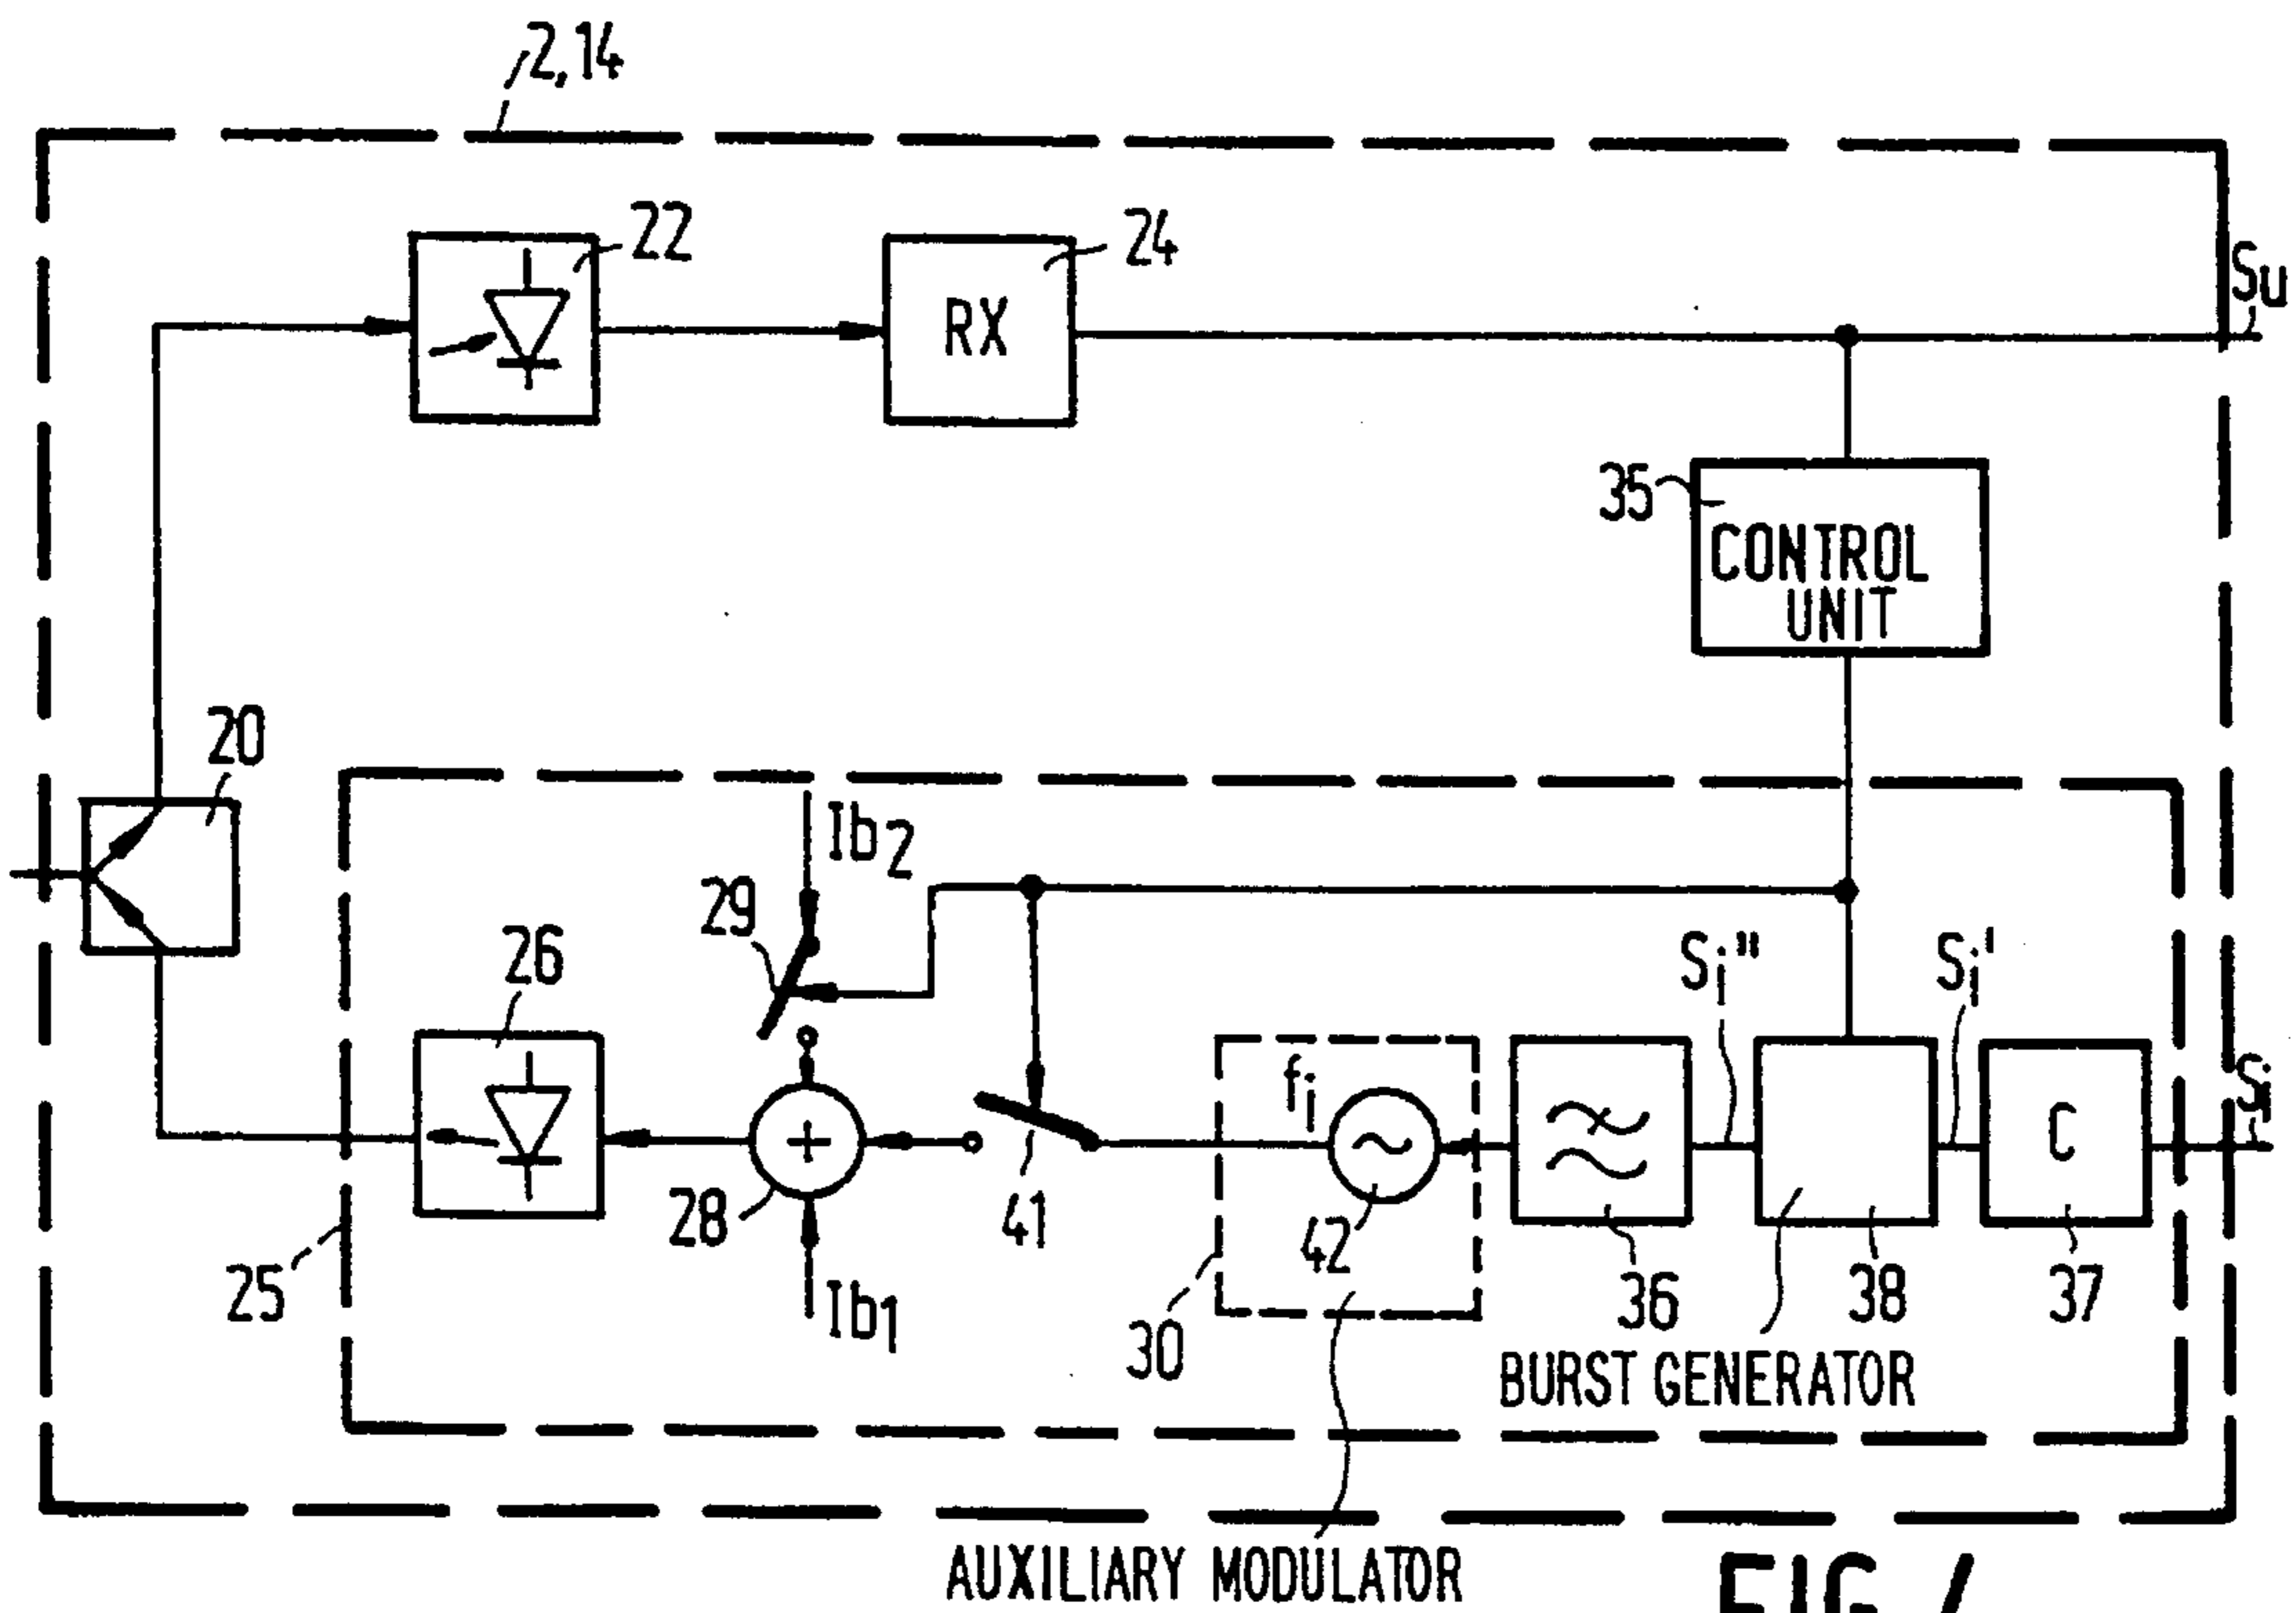 2,14
22
24
RX
Su
35
CONTROL
UNIT
20
Ib2
29
26
Si"
Si'
Si
fi
C
28
41
42
25
Ib1
30
36
38
37
BURST GENERATOR
AUXILIARY MODULATOR